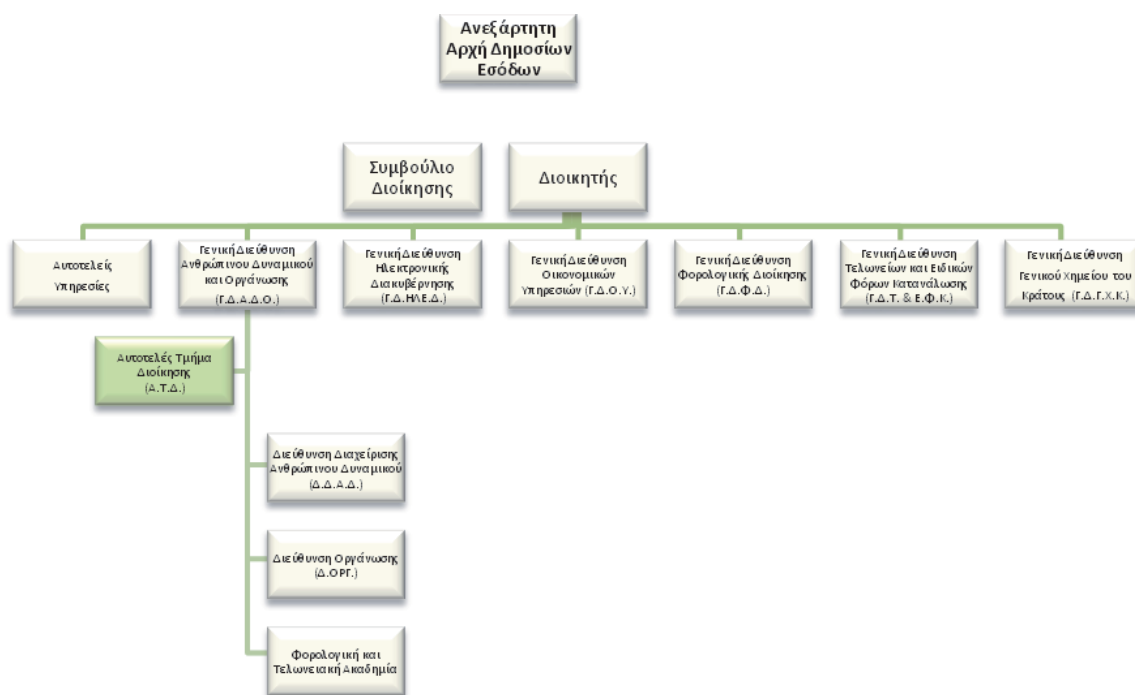 Ανεξάρτητη
Αρχή Δημοσίων
Εσόδων
Συμβούλιο
Διοίκησης
Διοικητής
Αυτοτελείς
Υπηρεσίες
Γενική Διεύθυνση
Ανθρώπινου Δυναμικού
και Οργάνωσης
(Γ.Δ.Α.Δ.Ο.)
Γενική Διεύθυνση
Ηλεκτρονικής
Διακυβέρνησης
(Γ.Δ.ΗΛΕ.Δ.)
Γενική Διεύθυνση
Οικονομικών
Υπηρεσιών (Γ.Δ.Ο.Υ.)
Γενική Διεύθυνση
Φορολογικής Διοίκησης
(Γ.Δ.Φ.Δ.)
Γενική Διεύθυνση
Τελωνείων και Ειδικών
Φόρων Κατανάλωσης
(Γ.Δ.Τ. & Ε.Φ.Κ.)
Γενική Διεύθυνση
Γενικού Χημείου του
Κράτους (Γ.Δ.Γ.Χ.Κ.)
Αυτοτελές Τμήμα
Διοίκησης
(Α.Τ.Δ.)
Διεύθυνση Διαχείρισης
Ανθρώπινου Δυναμικού
(Δ.Δ.Α.Δ.)
Διεύθυνση Οργάνωσης
(Δ.ΟΡΓ.)
Φορολογική και
Τελωνειακή Ακαδημία